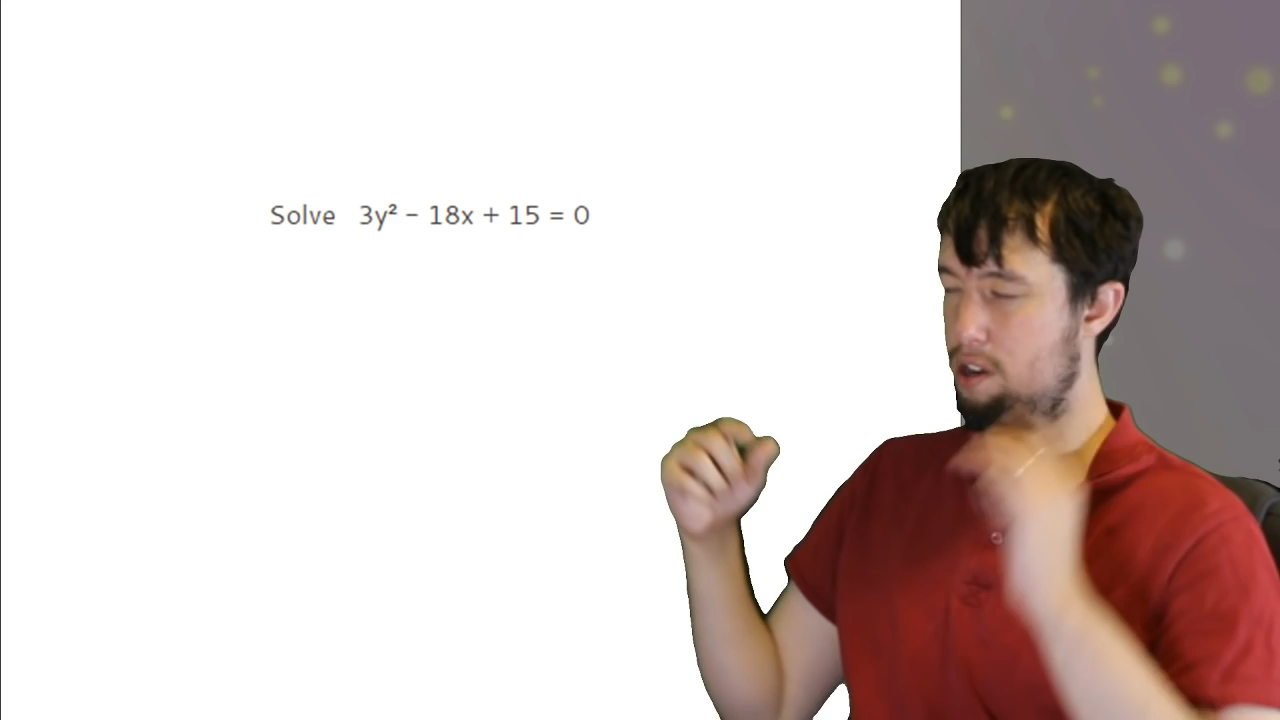 Solve 3y² - 18x + 15 = 0